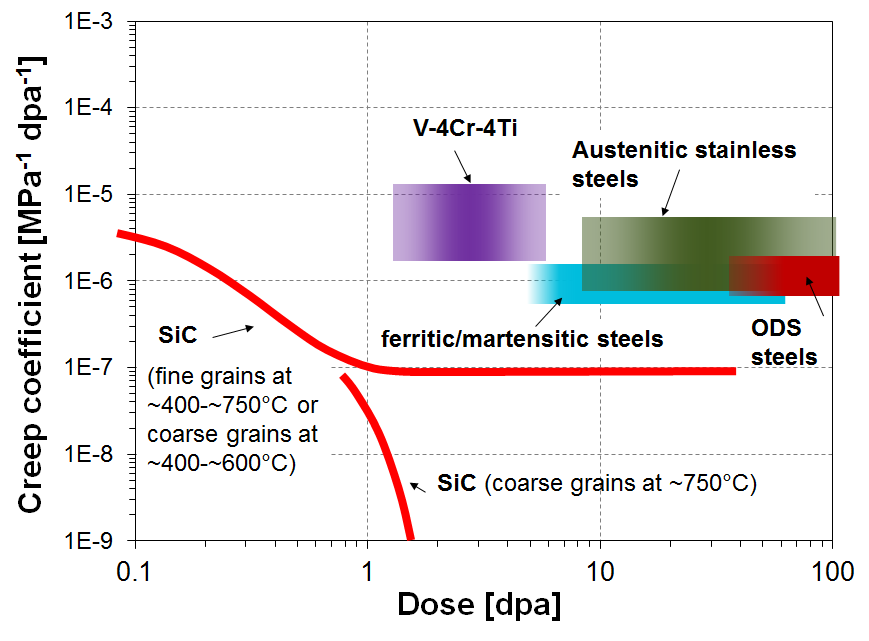 1E-3
1E-4
1E-5
1E-6
1E-7
1E-8
1E-9
Creep coefficient [MPa-1 dpa-1]
V-4Cr-4Ti
Austenitic stainless
steels
ferritic/martensitic steels
ODS
steels
SiC
(fine grains at
~400-~750°C or
coarse grains at
~400-~600°C)
SiC (coarse grains at ~750°C)
0.1
1
10
100
Dose [dpa]